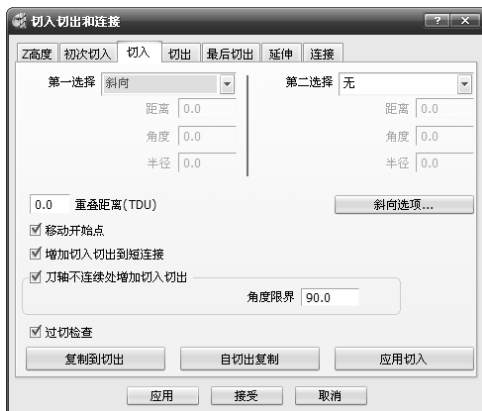 切入切出和连接
Z高度 初次切入 切入 切出 最后切出 延伸 连接
第一选择 斜向 第二选择 无
距离 0.0 距离 0.0
角度 0.0 角度 0.0
半径 0.0 半径 0.0
0.0 重叠距离(TDU) 斜向选项...
移动开始点
增加切入切出到短连接
刀轴不连续处增加切入切出
角度限界 90.0
过切检查
复制到切出 自切出复制 应用切入
应用 接受 取消